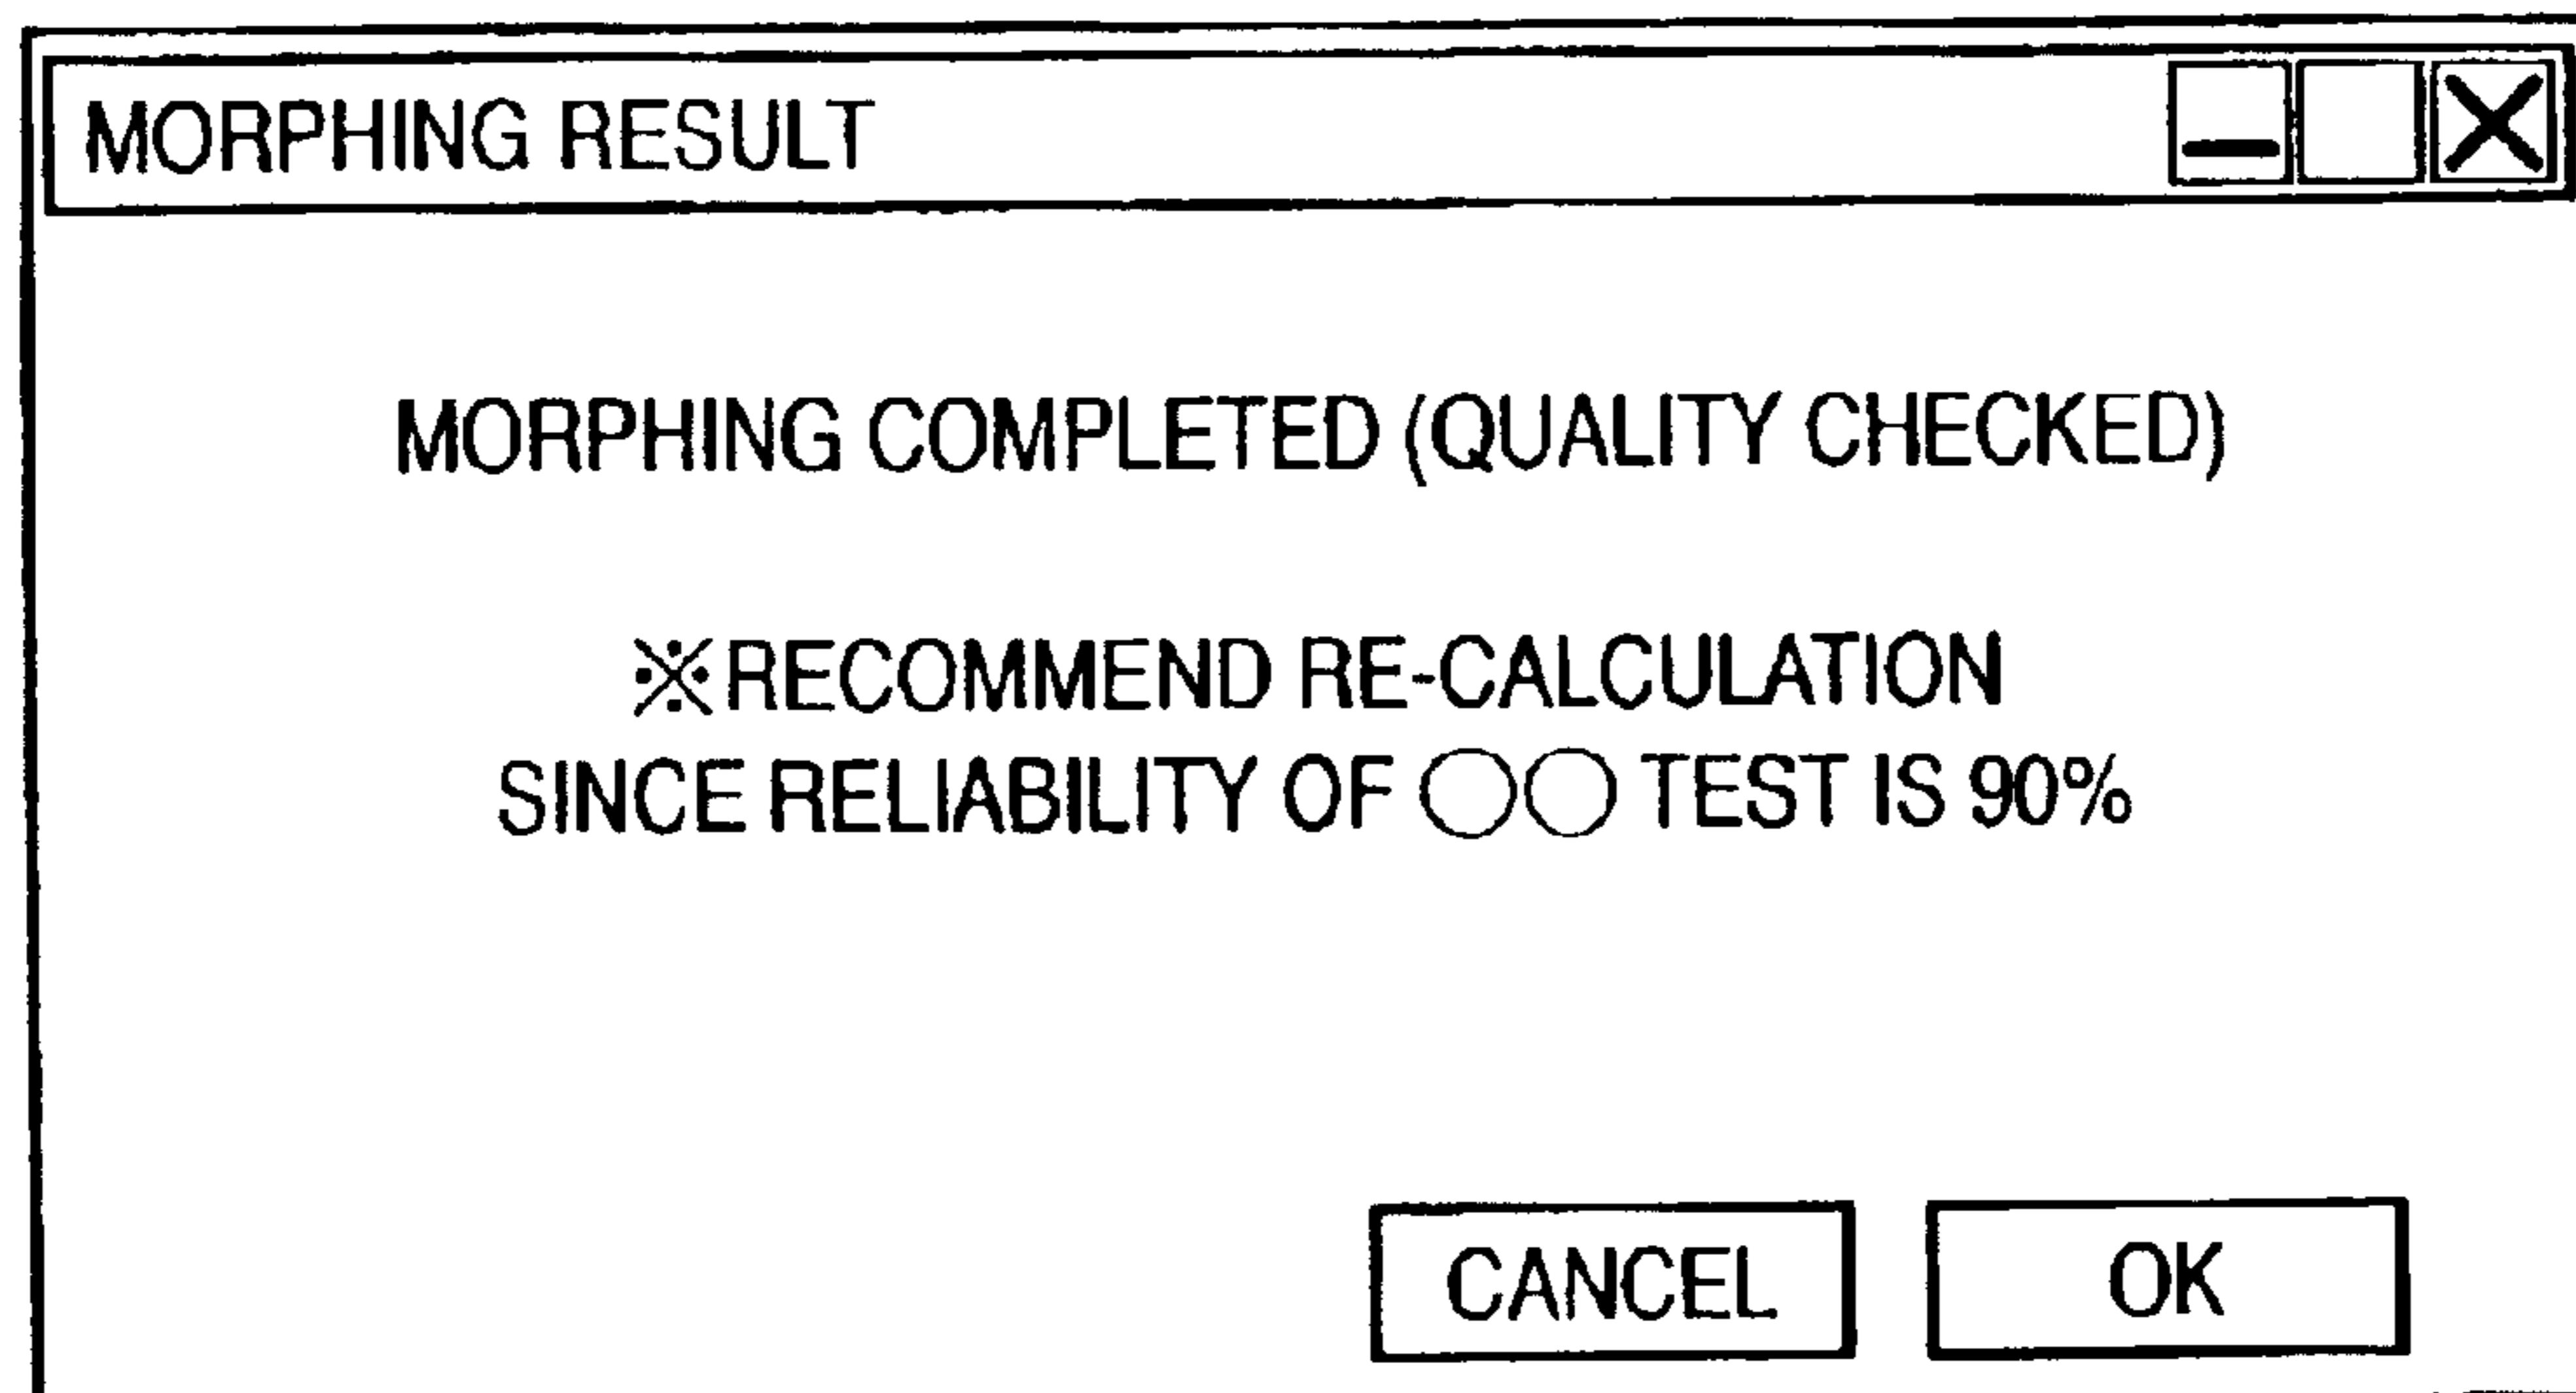 MORPHING RESULT
MORPHING COMPLETED (QUALITY CHECKED)
※RECOMMEND RE-CALCULATION
SINCE RELIABILITY OF ○○ TEST IS 90%
CANCEL
OK